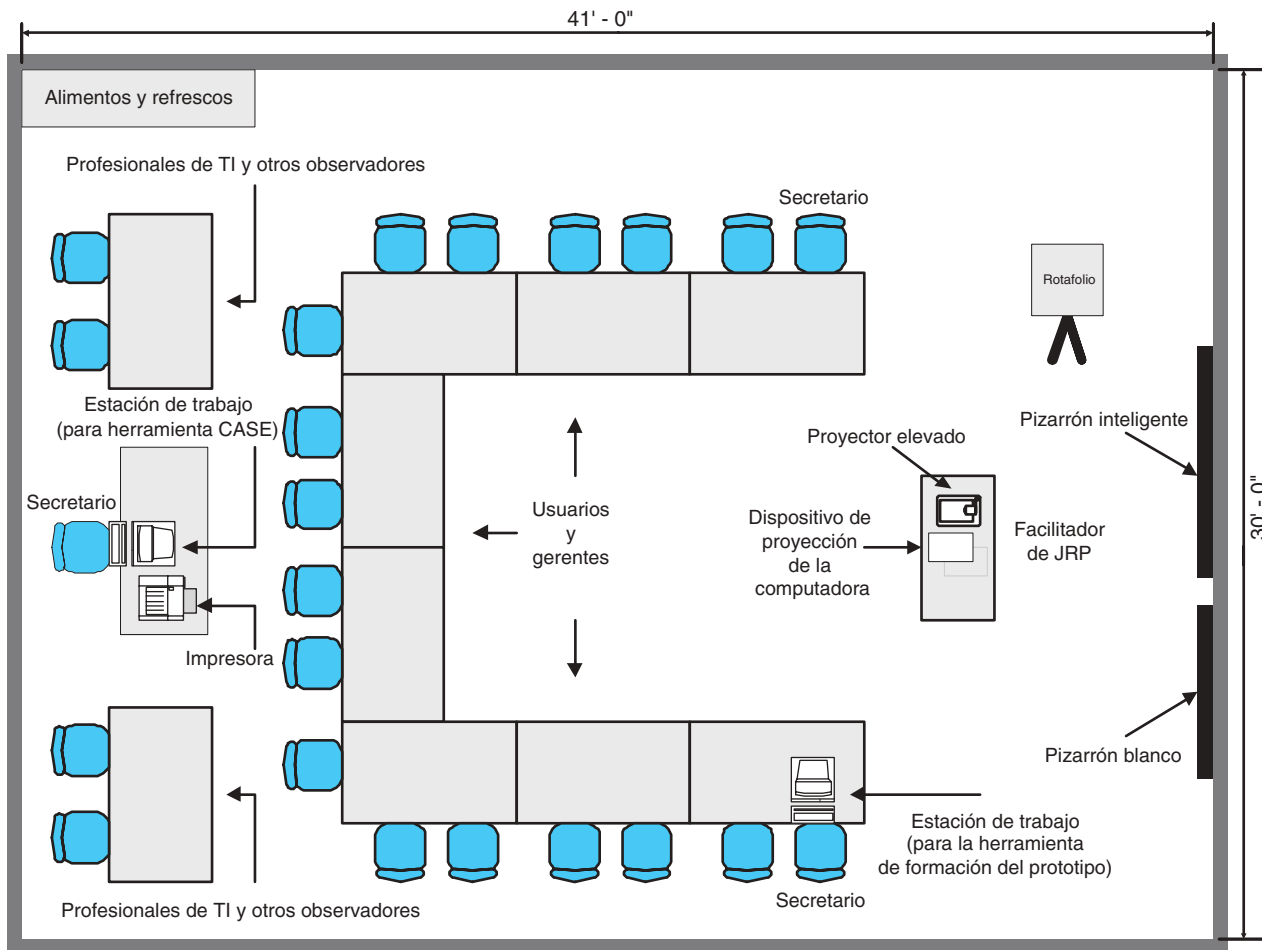 41' - 0"
Alimentos y refrescos
Profesionales de TI y otros observadores
Secretario
Rotafolio
Estación de trabajo
(para herramienta CASE)
Pizarrón inteligente
Proyector elevado
Secretario
Usuarios
y
gerentes
Dispositivo de
proyección
de la
computadora
Facilitador
de JRP
30' - 0"
Impresora
Pizarrón blanco
Estación de trabajo
(para la herramienta
de formación del prototipo)
Secretario
Profesionales de TI y otros observadores